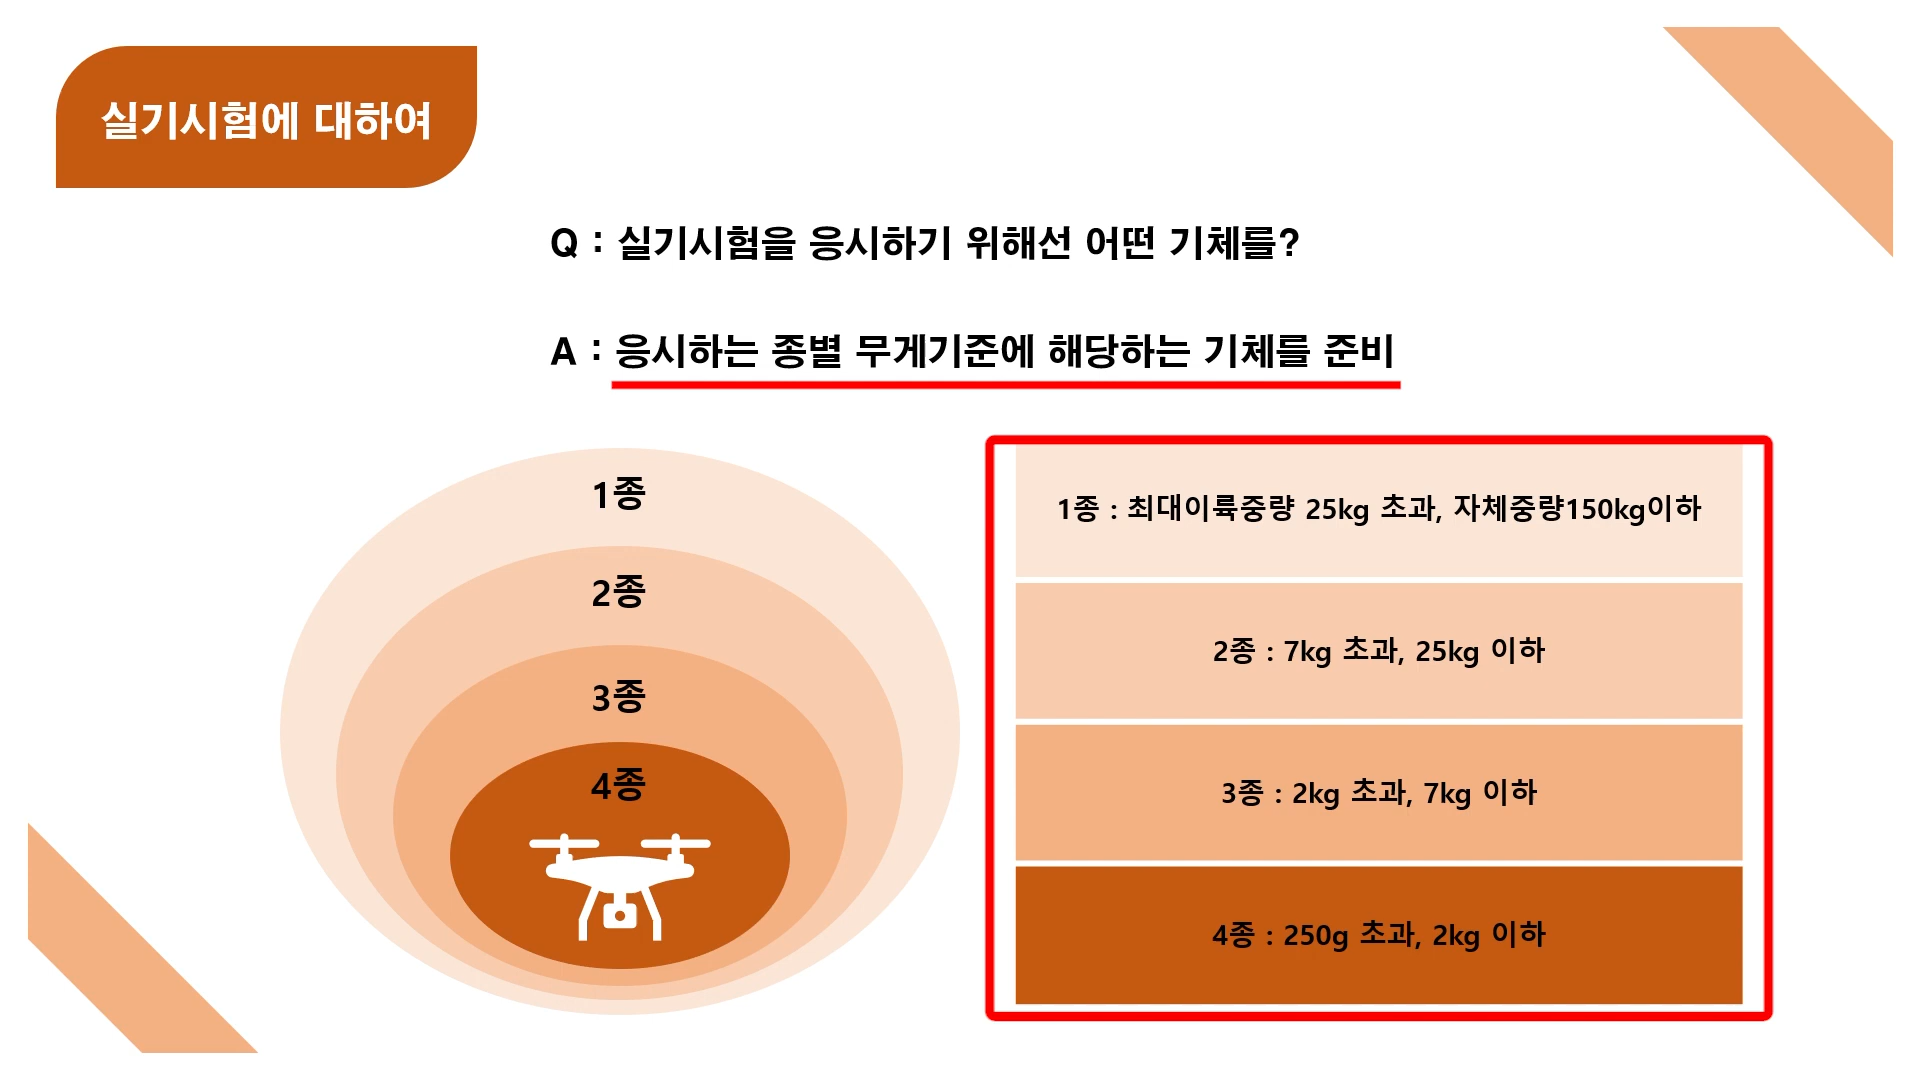 실기시험에 대하여
Q : 실기시험을 응시하기 위해선 어떤 기체를?
A : 응시하는 종별 무게기준에 해당하는 기체를 준비
1종
2종
3종
4종
1종 : 최대이륙중량 25kg 초과, 자체중량150kg이하
2종 : 7kg 초과, 25kg 이하
3종 : 2kg 초과, 7kg 이하
4종 : 250g 초과, 2kg 이하